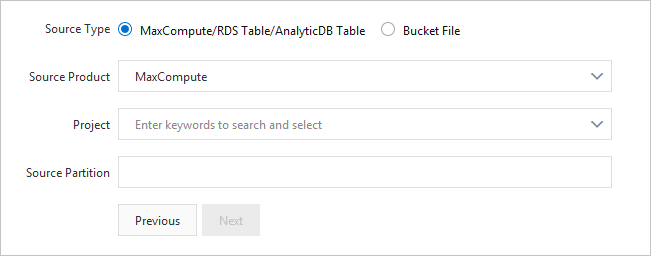 Source Type MaxCompute/RDS Table/AnalyticDB Table Bucket File
Source Product MaxCompute
Project Enter keywords to search and select
Source Partition
Previous Next